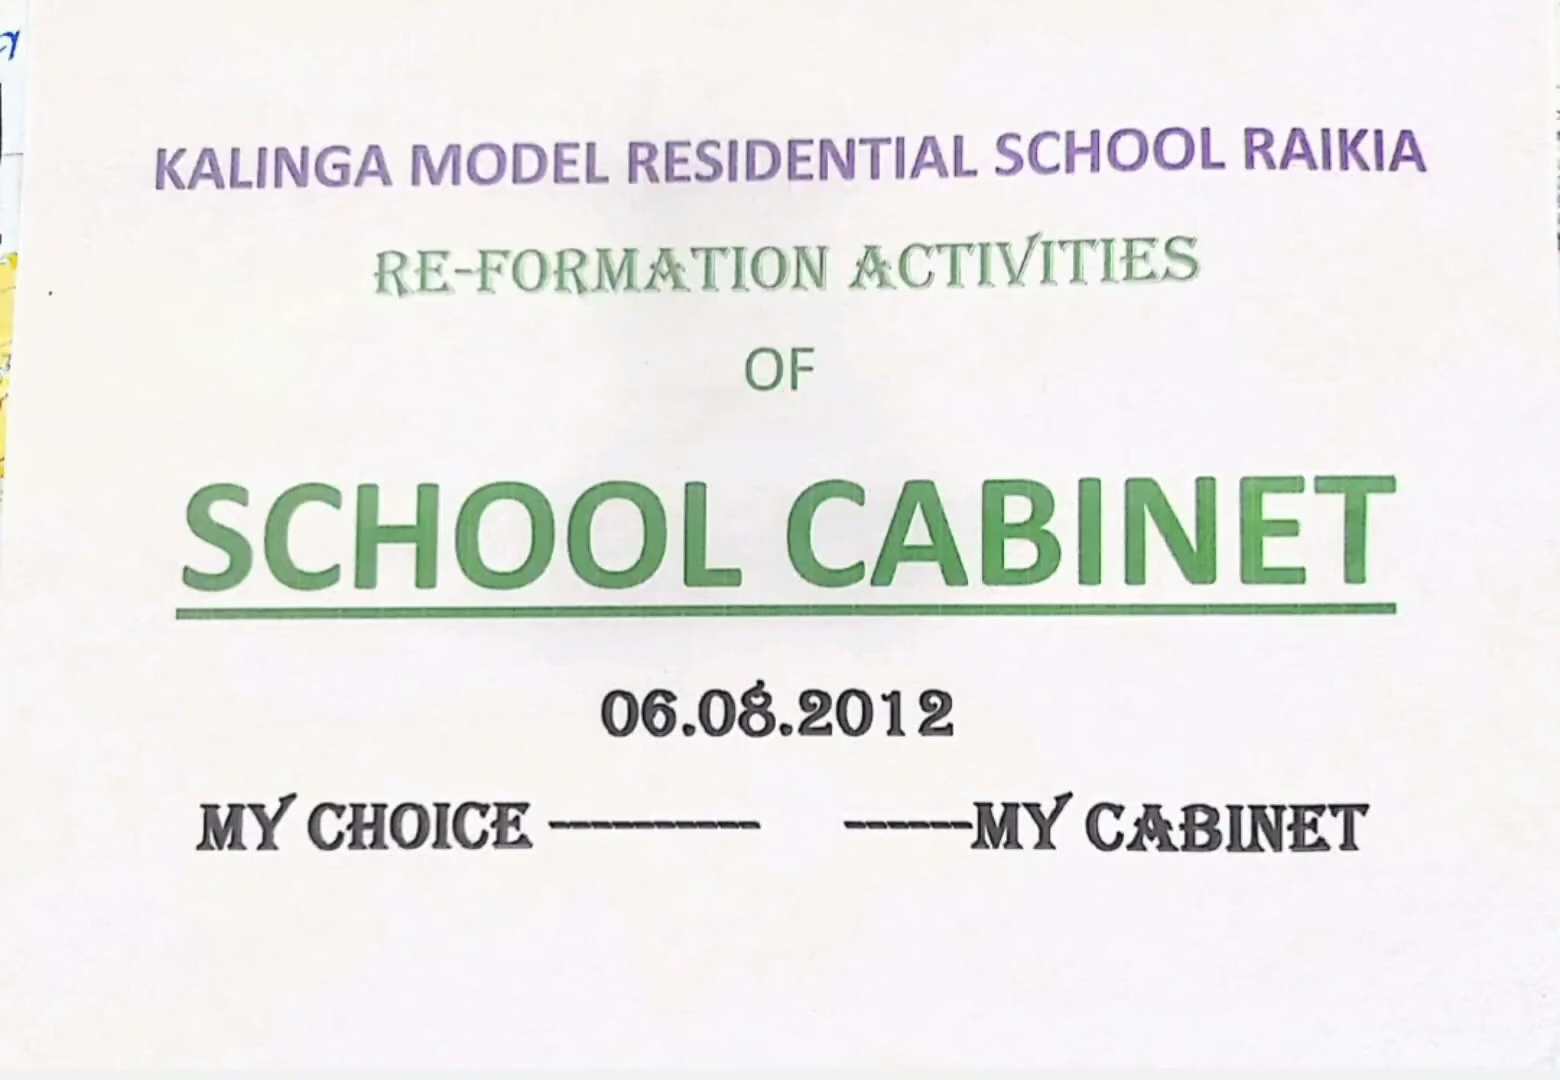 KALINGA MODEL RESIDENTIAL SCHOOL RAIKIA
RE-FORMATION ACTIVITIES
OF
SCHOOL CABINET
06.08.2012
MY CHOICE ---------- ------MY CABINET